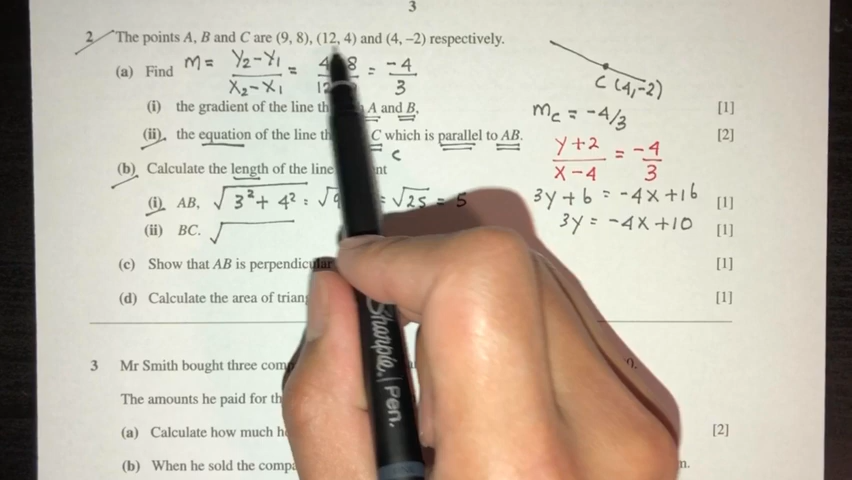 3
2 The points A, B and C are (9, 8), (12, 4) and (4, −2) respectively.
(a) Find m = Y2−Y1 / X2−X1 = 4 8 / 12 = −4 / 3
C (4,−2)
(i) the gradient of the line th A and B, [1]
mc = −4/3
(ii) the equation of the line th C which is parallel to AB. [2]
c
y+2 / x−4 = −4 / 3
(b) Calculate the length of the line nt
(i) AB, √3²+4² = √9 = √25 = 5 [1]
3y+6 = −4x+16
(ii) BC. √ [1]
3y = −4x+10
(c) Show that AB is perpendicular [1]
(d) Calculate the area of trian [1]
3 Mr Smith bought three comp 0.
The amounts he paid for th
(a) Calculate how much h [2]
(b) When he sold the compa m.
Sharpie. Pen.